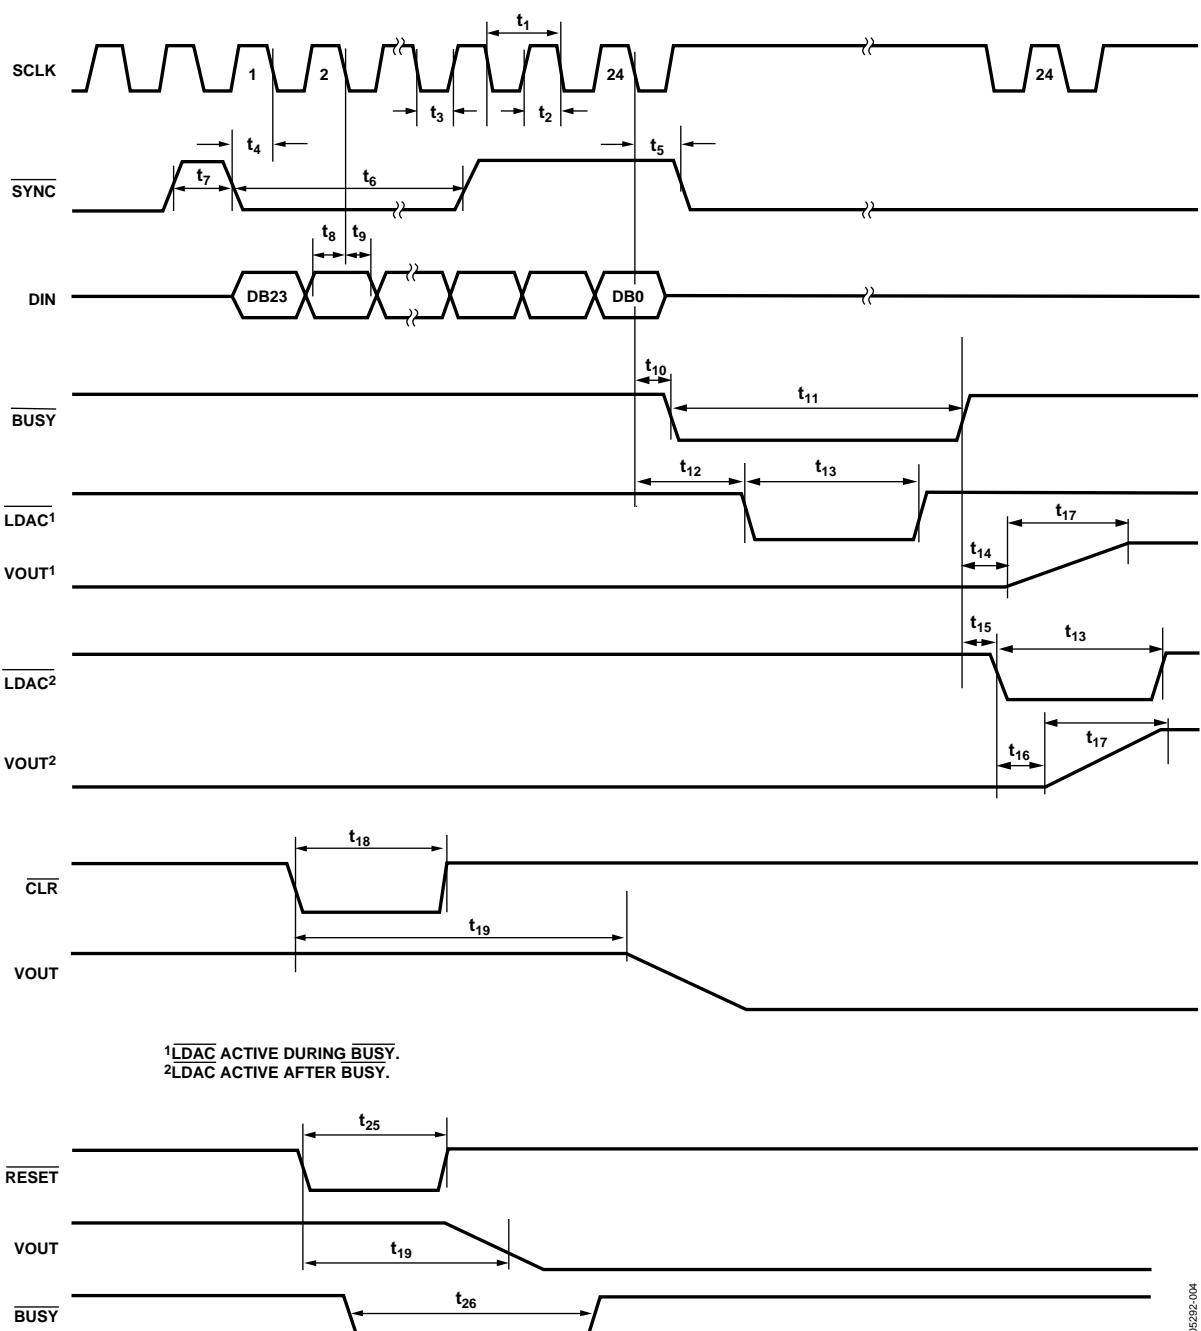 t1
SCLK 1 2 24 24
t3 t2
t4 t5
SYNC t7 t6
t8 t9
DIN DB23 DB0
t10
BUSY t11
t12 t13
LDAC1
t17
t14
VOUT1
t15 t13
LDAC2
t16 t17
VOUT2
t18
CLR
t19
VOUT
1LDAC ACTIVE DURING BUSY.
2LDAC ACTIVE AFTER BUSY.
t25
RESET
VOUT
t19
t26
BUSY
05292-004